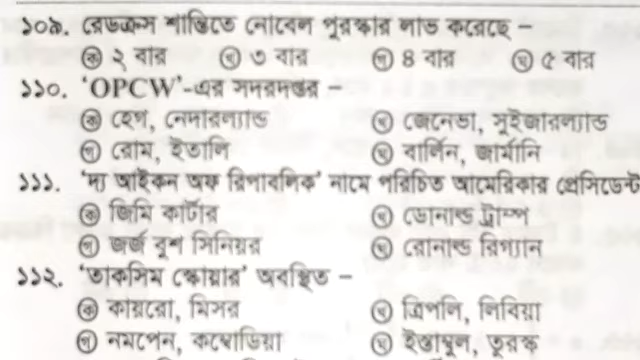 ১০৯. রেডক্রস শান্তিতে নোবেল পুরস্কার লাভ করেছে –
ক ২ বার খ ৩ বার গ ৪ বার ঘ ৫ বার
১১০. ‘OPCW’-এর সদরদপ্তর –
ক হেগ, নেদারল্যান্ড খ জেনেভা, সুইজারল্যান্ড
গ রোম, ইতালি ঘ বার্লিন, জার্মানি
১১১. ‘দ্য আইকন অফ রিপাবলিক’ নামে পরিচিত আমেরিকার প্রেসিডেন্ট
ক জিমি কার্টার খ ডোনাল্ড ট্রাম্প
গ জর্জ বুশ সিনিয়র ঘ রোনাল্ড রিগ্যান
১১২. ‘তাকসিম স্কোয়ার’ অবস্থিত –
ক কায়রো, মিসর খ ত্রিপলি, লিবিয়া
গ নমপেন, কম্বোডিয়া ঘ ইস্তাম্বুল, তুরস্ক